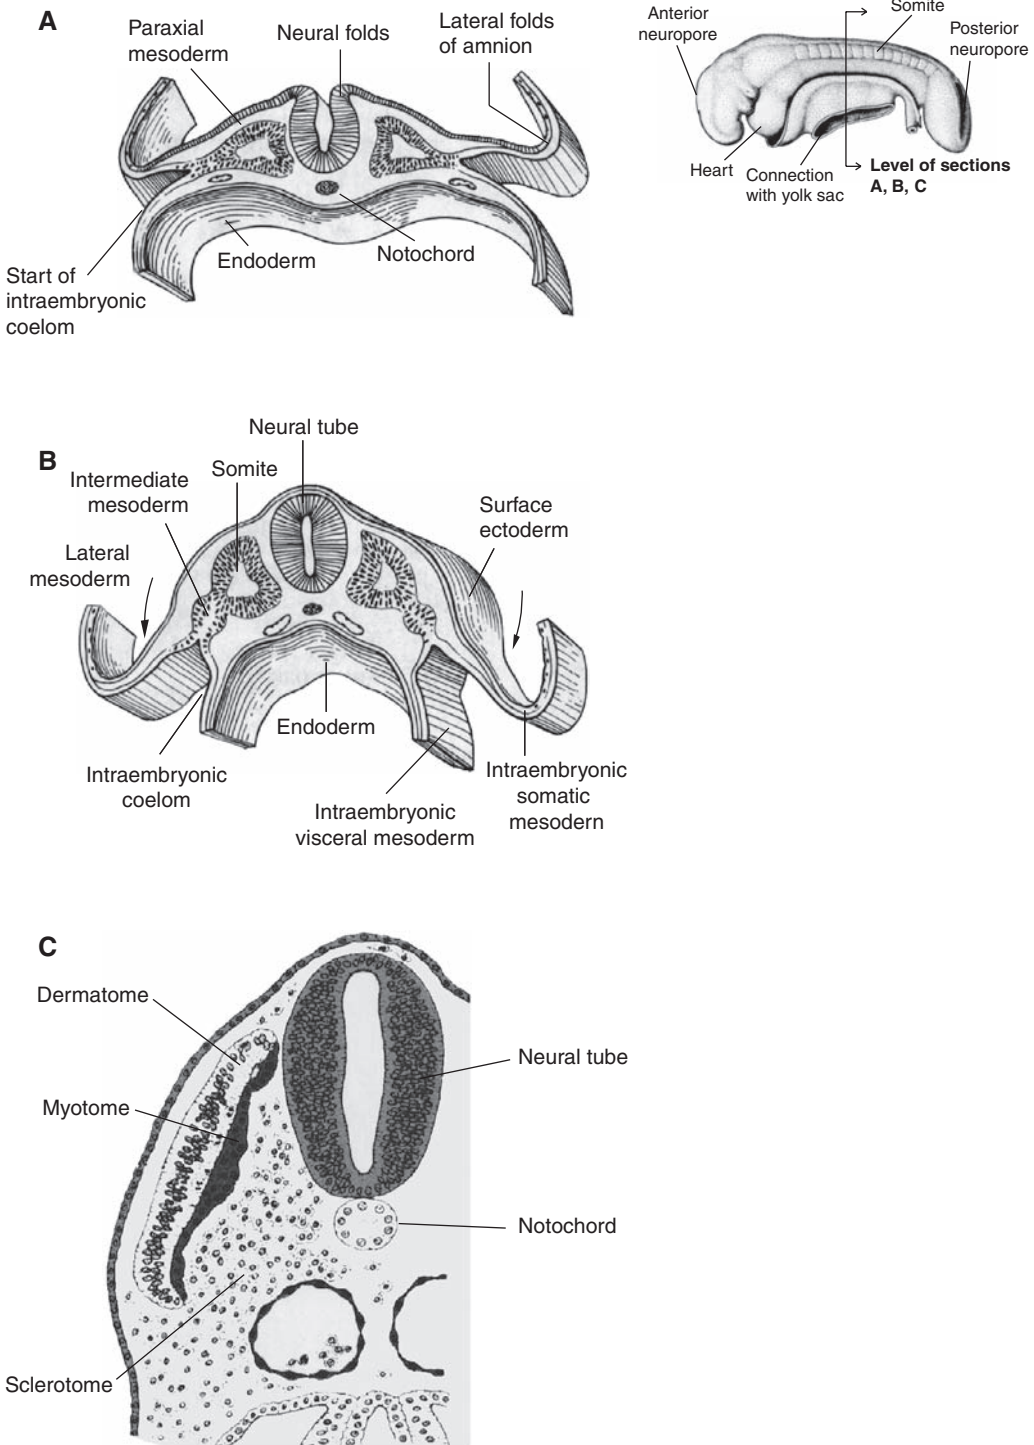 A
Paraxial
mesoderm
Neural folds
Lateral folds
of amnion
Start of
intraembryonic
coelom
Endoderm
Notochord
Anterior
neuropore
Somite
Posterior
neuropore
Heart
Connection
with yolk sac
Level of sections
A, B, C
B
Neural tube
Somite
Intermediate
mesoderm
Lateral
mesoderm
Surface
ectoderm
Endoderm
Intraembryonic
coelom
Intraembryonic
visceral mesoderm
Intraembryonic
somatic
mesodern
C
Dermatome
Myotome
Sclerotome
Neural tube
Notochord